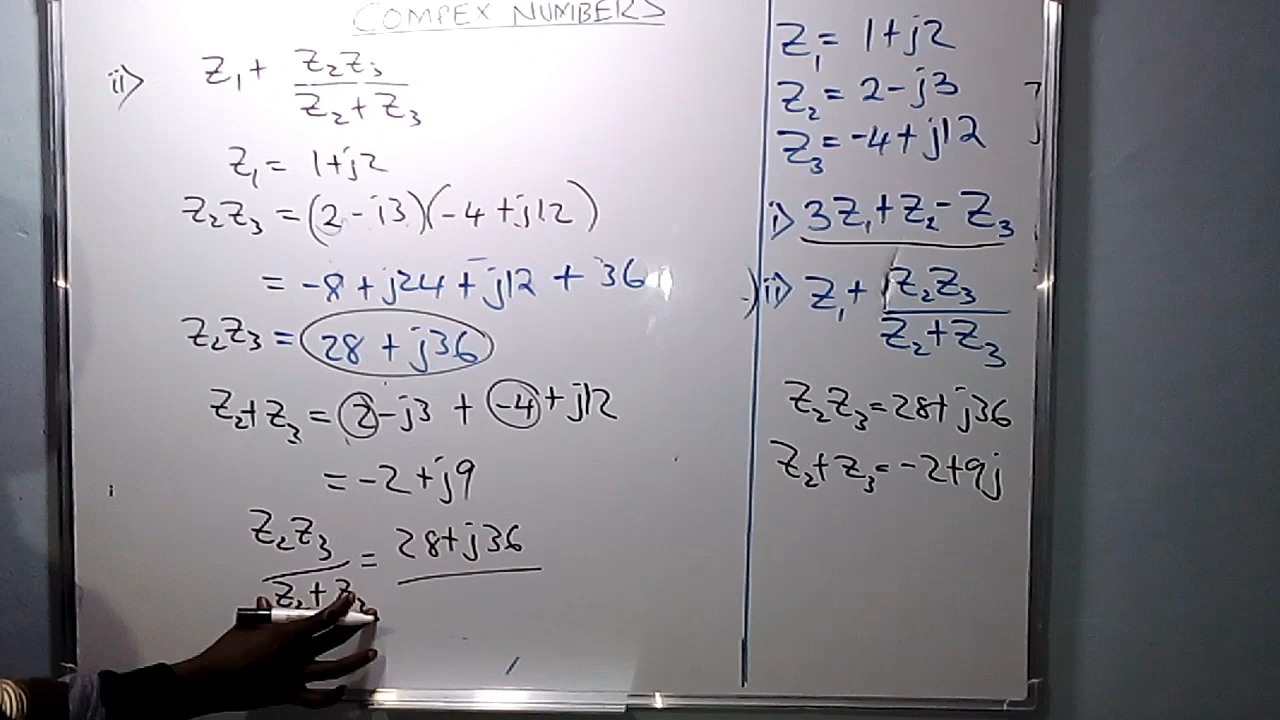 COMPEX NUMBERS
ii) Z₁ + Z₂Z₃ / Z₂ + Z₃
Z₁ = 1+j2
Z₂Z₃ = (2 - j3)(-4 + j12)
= -8 + j24 + j12 + 36
Z₂Z₃ = 28 + j36
Z₂ + Z₃ = 2 - j3 + -4 + j12
= -2 + j9
Z₂Z₃ / Z₂ + Z₃ = 28 + j36
Z₁ = 1+j2
Z₂ = 2-j3
Z₃ = -4 + j12
i) 3Z₁ + Z₂ - Z₃
ii) Z₁ + Z₂Z₃ / Z₂ + Z₃
Z₂Z₃ = 28 + j36
Z₂ + Z₃ = -2 + 9j